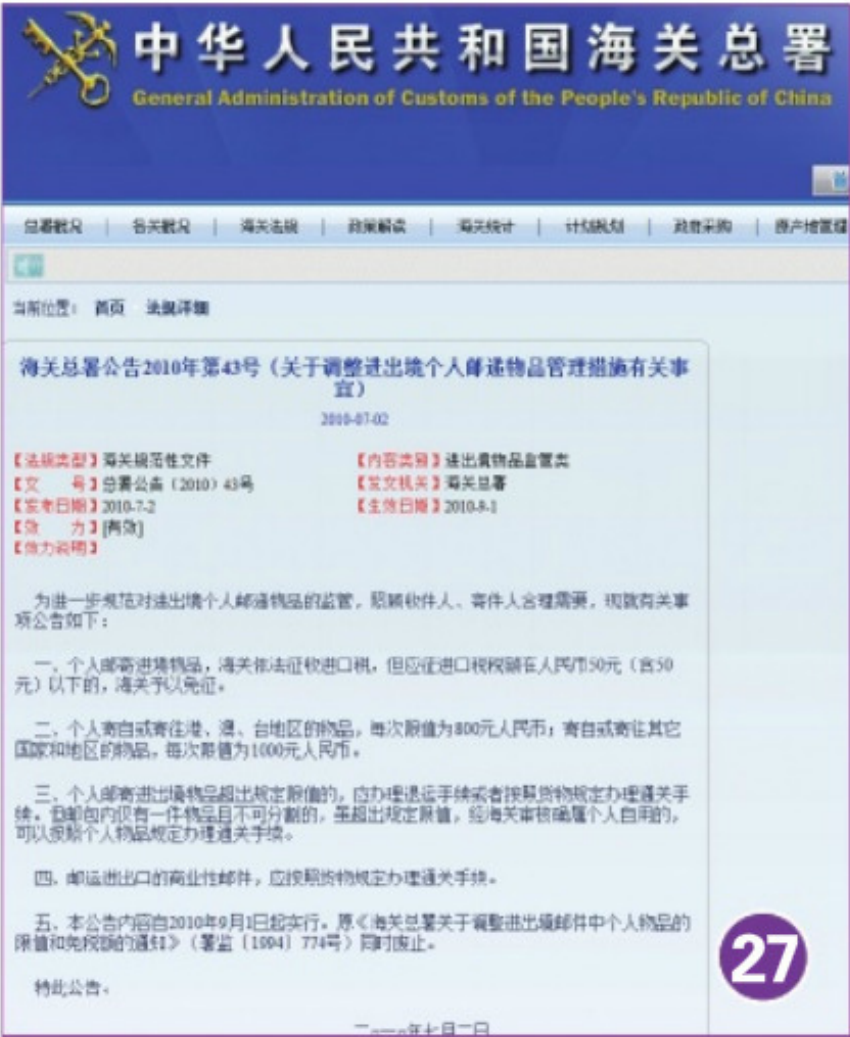 中华人民共和国海关总署
General Administration of Customs of the People's Republic of China
总署概况 | 各关概况 | 海关法规 | 政策解读 | 海关统计 | 计划规划 | 政府采购 | 原产地管理
当前位置： 首页 法规详细
海关总署公告2010年第43号（关于调整进出境个人邮递物品管理措施有关事
宜）
2010-07-02
【法规类型】海关规范性文件 【内容类别】进出境物品监管类
【文 号】总署公告（2010）43号 【发文机关】海关总署
【发布日期】2010-7-2 【生效日期】2010-9-1
【效 力】[有效]
【效力说明】
为进一步规范对进出境个人邮递物品的监管，照顾收件人、寄件人合理需要，现就有关事
项公告如下：
一、个人邮寄进境物品，海关依法征收进口税，但应征进口税税额在人民币50元（含50
元）以下的，海关予以免征。
二、个人寄自或寄往港、澳、台地区的物品，每次限值为800元人民币；寄自或寄往其它
国家和地区的物品，每次限值为1000元人民币。
三、个人邮寄进出境物品超出规定限值的，应办理退运手续或者按照货物规定办理通关手
续。但邮包内仅有一件物品且不可分割的，虽超出规定限值，经海关审核确属个人自用的，
可以按照个人物品规定办理通关手续。
四、邮运进出口的商业性邮件，应按照货物规定办理通关手续。
五、本公告内容自2010年9月1日起实行。原《海关总署关于调整进出境邮件中个人物品的
限值和免税额的通知》（署监〔1994〕774号）同时废止。
特此公告。
二〇一〇年七月二日
27